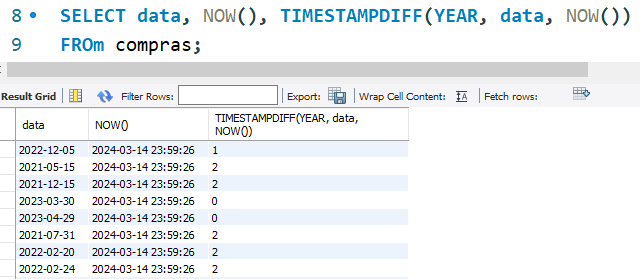 8 SELECT data, NOW(), TIMESTAMPDIFF(YEAR, data, NOW())
9 FROm compras;
Result Grid Filter Rows: Export: Wrap Cell Content: Fetch rows:
data NOW() TIMESTAMPDIFF(YEAR, data,
NOW())
2022-12-05 2024-03-14 23:59:26 1
2021-05-15 2024-03-14 23:59:26 2
2021-12-15 2024-03-14 23:59:26 2
2023-03-30 2024-03-14 23:59:26 0
2023-04-29 2024-03-14 23:59:26 0
2021-07-31 2024-03-14 23:59:26 2
2022-02-20 2024-03-14 23:59:26 2
2022-02-24 2024-03-14 23:59:26 2